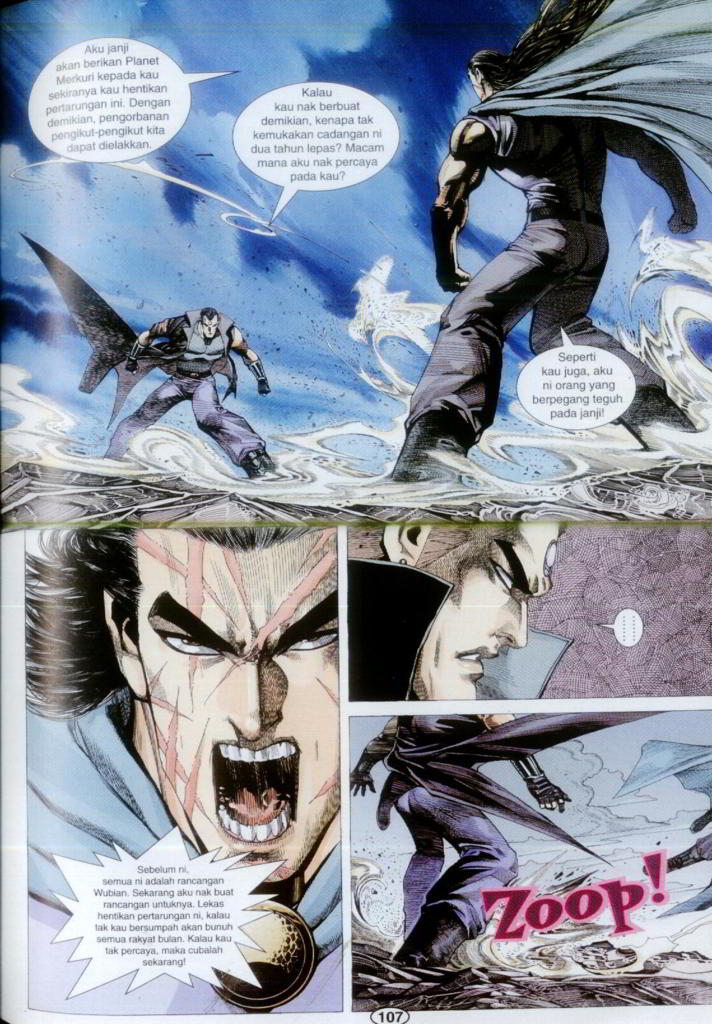 Aku janji
akan berikan Planet
Merkuri kepada kau
sekiranya kau hentikan
pertarungan ini. Dengan
demikian, pengorbanan
pengikut-pengikut kita
dapat dielakkan.
Kalau
kau nak berbuat
demikian, kenapa tak
kemukakan cadangan ni
dua tahun lepas? Macam
mana aku nak percaya
pada kau?
Seperti
kau juga, aku
ni orang yang
berpegang teguh
pada janji!
Sebelum ni,
semua ni adalah rancangan
Wubian. Sekarang aku nak buat
rancangan untuknya. Lekas
hentikan pertarungan ni, kalau
tak kau bersumpah akan bunuh
semua rakyat bulan. Kalau kau
tak percaya, maka cubalah
sekarang!
......
Zoop!
107